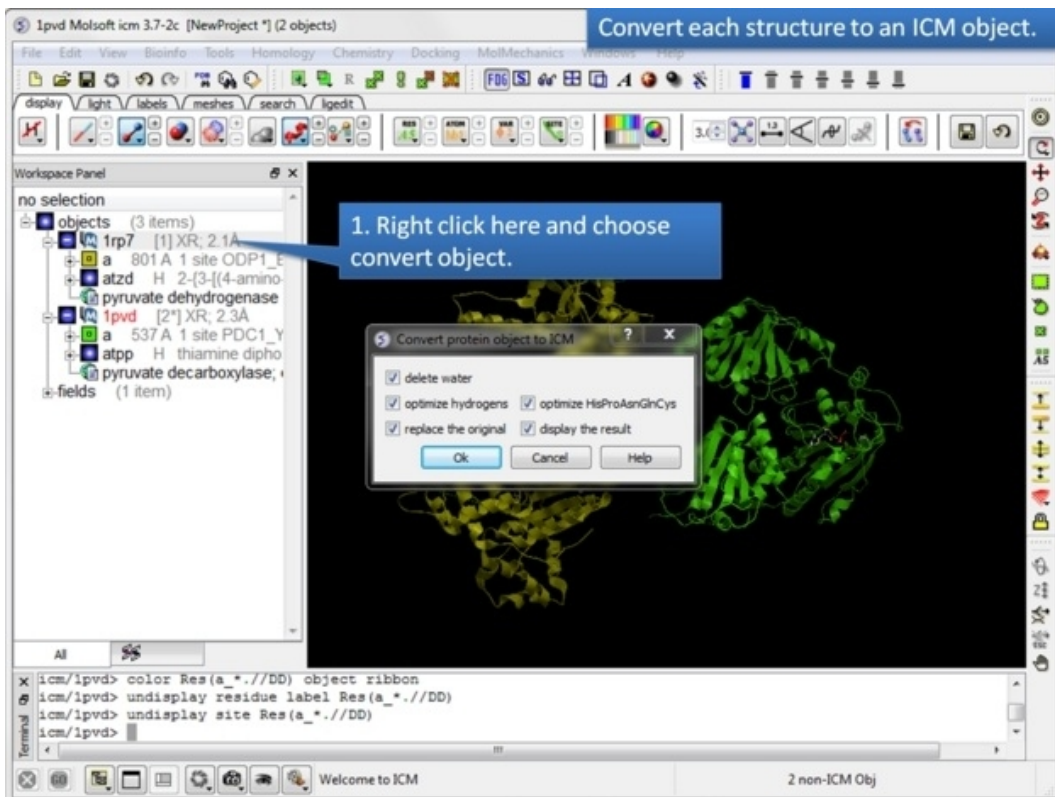 1pvd Molsoft icm 3.7-2c [NewProject *] (2 objects)
Convert each structure to an ICM object.
File Edit View Bioinfo Tools Homology Chemistry Docking MolMechanics Windows Help
display light labels meshes search ligedit
Workspace Panel
no selection
objects (3 items)
1rp7 [1] XR; 2.1Å
a 801 A 1 site ODP1_E
atzd H 2-{3-[(4-amino-
pyruvate dehydrogenase
1pvd [2*] XR; 2.3Å
a 537 A 1 site PDC1_Y
atpp H thiamine dipho
pyruvate decarboxylase;
fields (1 item)
1. Right click here and choose
convert object.
Convert protein object to ICM
delete water
optimize hydrogens optimize HisProAsnGlnCys
replace the original display the result
Ok Cancel Help
All
icm/1pvd> color Res(a_*.//DD) object ribbon
icm/1pvd> undisplay residue label Res(a_*.//DD)
icm/1pvd> undisplay site Res(a_*.//DD)
icm/1pvd>
Terminal
Welcome to ICM
2 non-ICM Obj